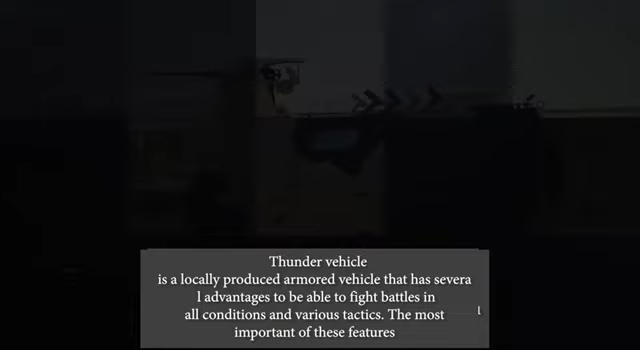 Thunder vehicle
is a locally produced armored vehicle that has severa
l advantages to be able to fight battles in
all conditions and various tactics. The most
important of these features
l